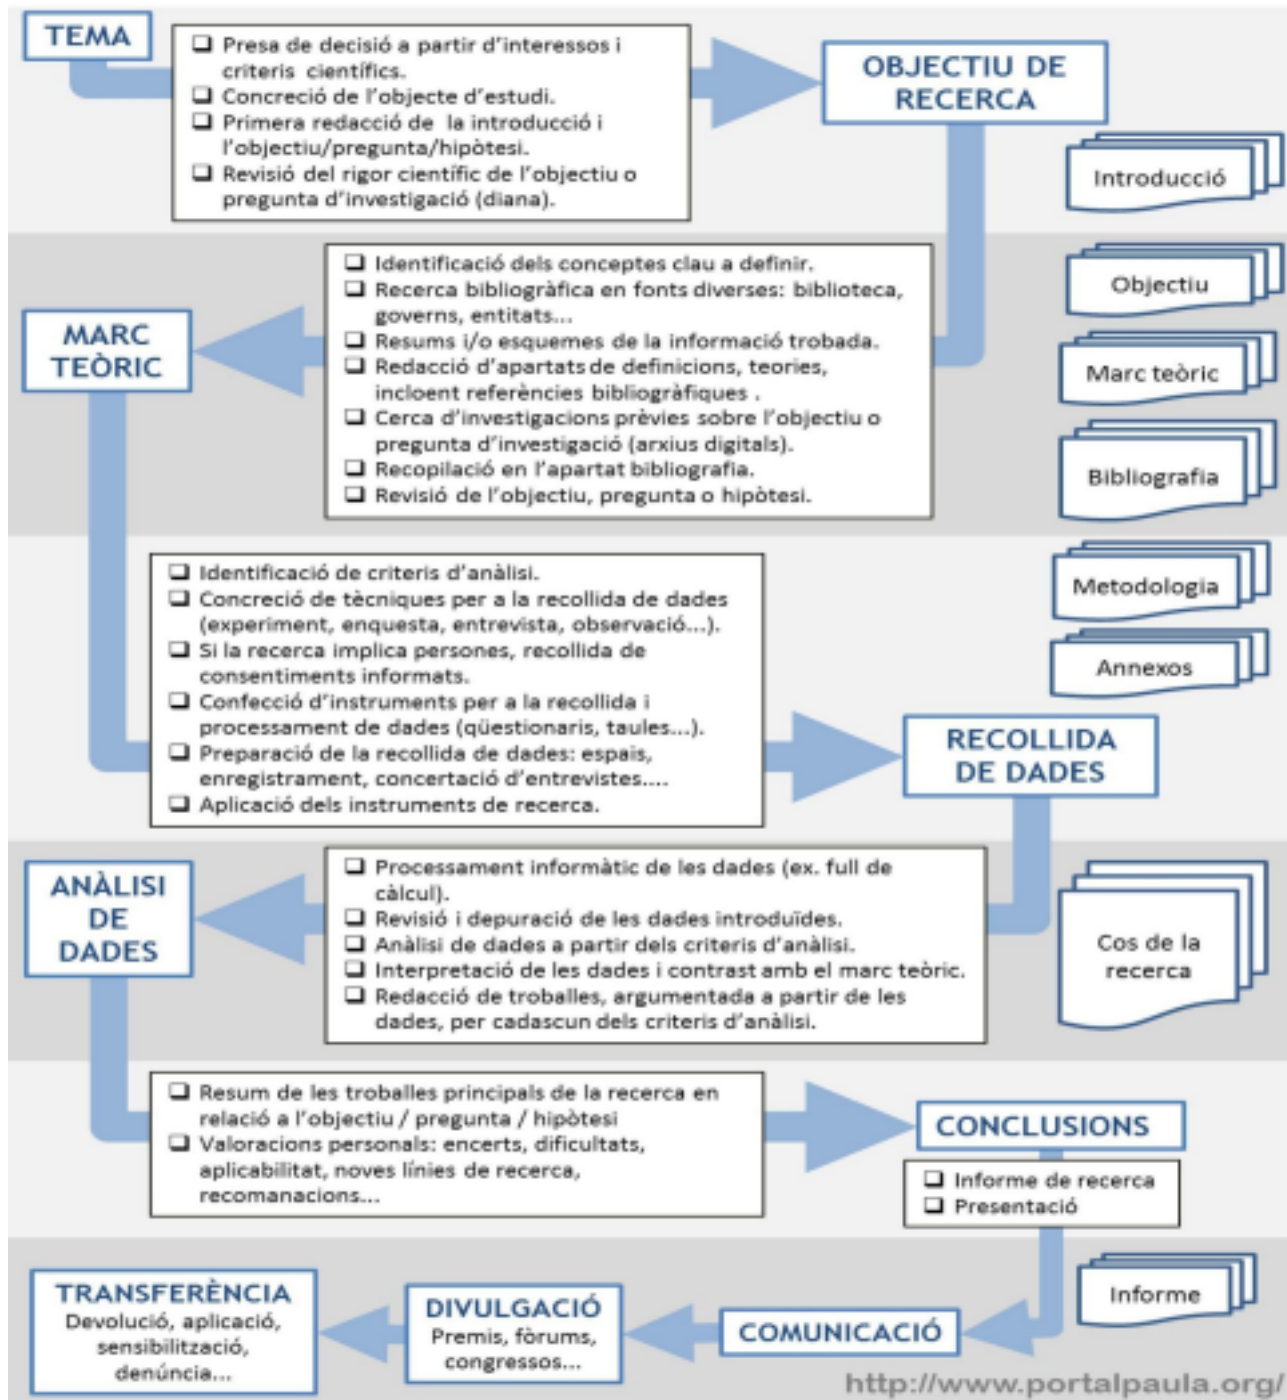 TEMA
❑ Presa de decisió a partir d'interessos i
criteris científics.
❑ Concreció de l'objecte d'estudi.
❑ Primera redacció de la introducció i
l'objectiu/pregunta/hipòtesi.
❑ Revisió del rigor científic de l'objectiu o
pregunta d'investigació (diana).
OBJECTIU DE
RECERCA
Introducció
MARC
TEÒRIC
❑ Identificació dels conceptes clau a definir.
❑ Recerca bibliogràfica en fonts diverses: biblioteca,
governs, entitats...
❑ Resums i/o esquemes de la informació trobada.
❑ Redacció d'apartats de definicions, teories,
incloent referències bibliogràfiques .
❑ Cerca d'investigacions prèvies sobre l'objectiu o
pregunta d'investigació (arxius digitals).
❑ Recopilació en l'apartat bibliografia.
❑ Revisió de l'objectiu, pregunta o hipòtesi.
Objectiu
Marc teòric
Bibliografia
❑ Identificació de criteris d'anàlisi.
❑ Concreció de tècniques per a la recollida de dades
(experiment, enquesta, entrevista, observació...).
❑ Si la recerca implica persones, recollida de
consentiments informats.
❑ Confecció d'instruments per a la recollida i
processament de dades (qüestionaris, taules...).
❑ Preparació de la recollida de dades: espais,
enregistrament, concertació d'entrevistes....
❑ Aplicació dels instruments de recerca.
Metodologia
Annexos
RECOLLIDA
DE DADES
ANÀLISI
DE
DADES
❑ Processament informàtic de les dades (ex. full de
càlcul).
❑ Revisió i depuració de les dades introduïdes.
❑ Anàlisi de dades a partir dels criteris d'anàlisi.
❑ Interpretació de les dades i contrast amb el marc teòric.
❑ Redacció de troballes, argumentada a partir de les
dades, per cadascun dels criteris d'anàlisi.
Cos de la
recerca
❑ Resum de les troballes principals de la recerca en
relació a l'objectiu / pregunta / hipòtesi
❑ Valoracions personals: encerts, dificultats,
aplicabilitat, noves línies de recerca,
recomanacions...
CONCLUSIONS
❑ Informe de recerca
❑ Presentació
Informe
TRANSFERÈNCIA
Devolució, aplicació,
sensibilització,
denúncia...
DIVULGACIÓ
Premis, fòrums,
congressos...
COMUNICACIÓ
http://www.portalpaula.org/